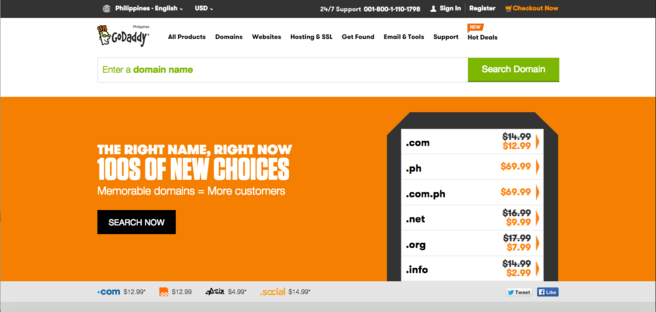 Philippines - English
USD
24/7 Support 001-800-1-110-1798
Sign In
Register
Checkout Now
Philippines
GoDaddy
All Products
Domains
Websites
Hosting & SSL
Get Found
Email & Tools
Support
NEW
Hot Deals
Enter a domain name
Search Domain
THE RIGHT NAME, RIGHT NOW
100S OF NEW CHOICES
Memorable domains = More customers
SEARCH NOW
.com $14.99
$12.99
.ph $69.99
.com.ph $69.99
.net $16.99
$9.99
.org $17.99
$7.99
.info $14.99
$2.99
.com $12.99*
$12.99
$4.99*
.social $14.99*
Tweet
Like